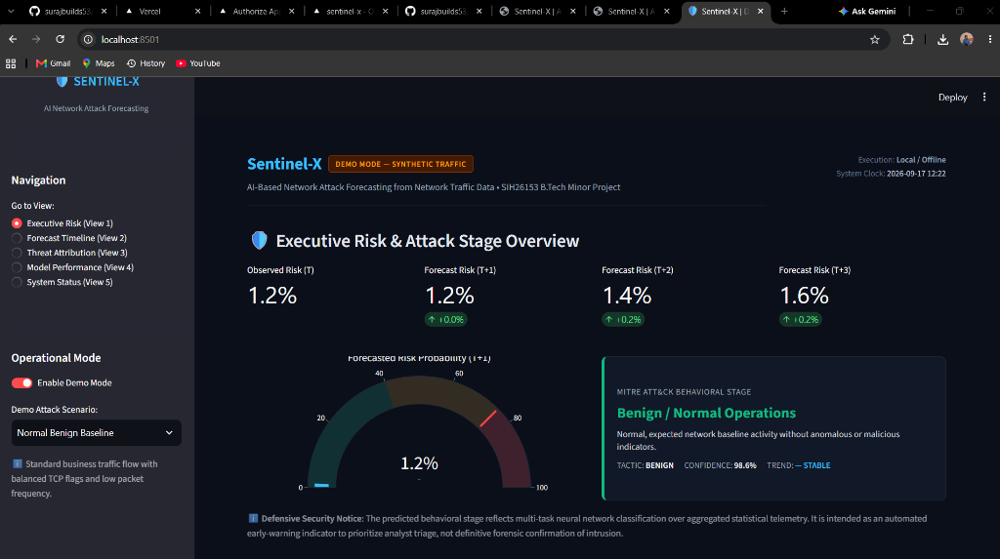 surajbuilds53
Vercel
Authorize Ap
sentinel-x – O
surajbuilds53
Sentinel-X | A
Sentinel-X | A
Sentinel-X | D
Ask Gemini
localhost:8501
Gmail
Maps
History
YouTube
SENTINEL-X
AI Network Attack Forecasting
Navigation
Go to View:
Executive Risk (View 1)
Forecast Timeline (View 2)
Threat Attribution (View 3)
Model Performance (View 4)
System Status (View 5)
Operational Mode
Enable Demo Mode
Demo Attack Scenario:
Normal Benign Baseline
Standard business traffic flow with
balanced TCP flags and low packet
frequency.
Deploy
Sentinel-X
DEMO MODE — SYNTHETIC TRAFFIC
Execution: Local / Offline
System Clock: 2026-09-17 12:22
AI-Based Network Attack Forecasting from Network Traffic Data • SIH26153 B.Tech Minor Project
Executive Risk & Attack Stage Overview
Observed Risk (T)
1.2%
Forecast Risk (T+1)
1.2%
↑ +0.0%
Forecast Risk (T+2)
1.4%
↑ +0.2%
Forecast Risk (T+3)
1.6%
↑ +0.2%
Forecasted Risk Probability (T+1)
0
20
40
60
80
100
1.2%
MITRE ATT&CK BEHAVIORAL STAGE
Benign / Normal Operations
Normal, expected network baseline activity without anomalous or malicious
indicators.
TACTIC: BENIGN CONFIDENCE: 98.6% TREND: — STABLE
Defensive Security Notice: The predicted behavioral stage reflects multi-task neural network classification over aggregated statistical telemetry. It is intended as an automated
early-warning indicator to prioritize analyst triage, not definitive forensic confirmation of intrusion.